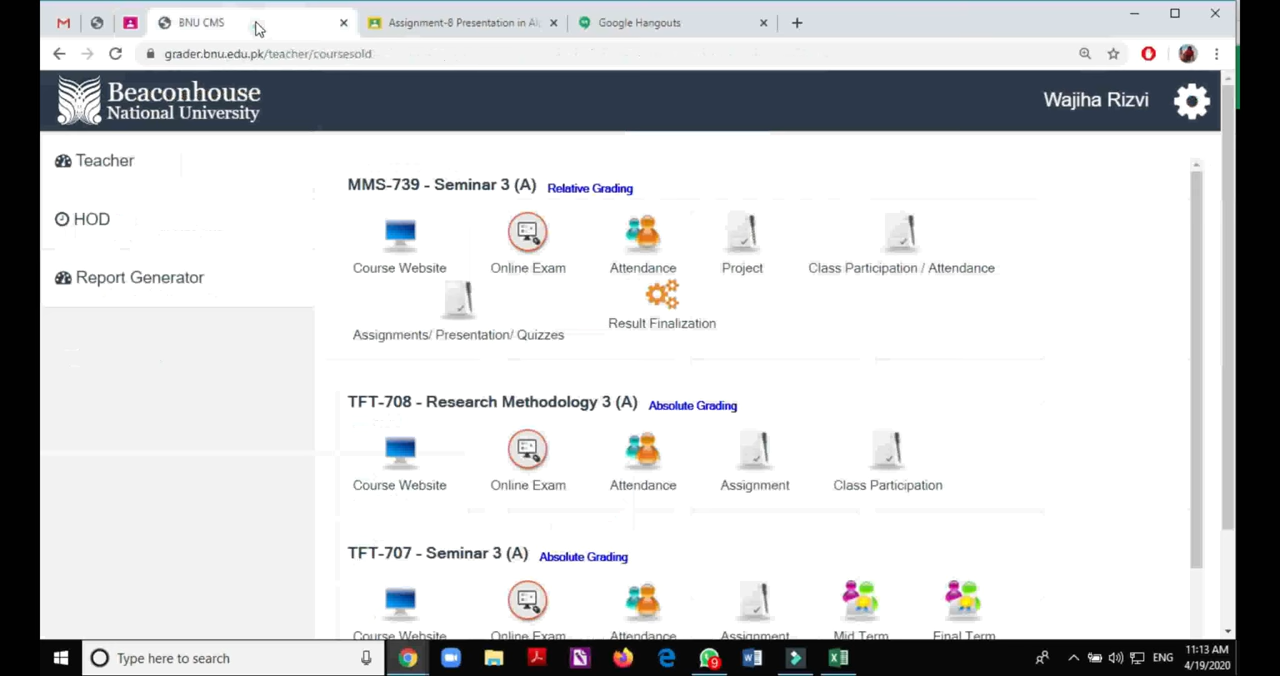 BNU CMS
Assignment-8 Presentation in
Google Hangouts
grader.bnu.edu.pk/teacher/coursesold
Beaconhouse
National University
Wajiha Rizvi
Teacher
HOD
Report Generator
MMS-739 - Seminar 3 (A) Relative Grading
Course Website Online Exam Attendance Project Class Participation / Attendance
Assignments/ Presentation/ Quizzes Result Finalization
TFT-708 - Research Methodology 3 (A) Absolute Grading
Course Website Online Exam Attendance Assignment Class Participation
TFT-707 - Seminar 3 (A) Absolute Grading
Course Website Online Exam Attendance Assignment Mid Term Final Term
Type here to search
9
ENG
11:13 AM
4/19/2020